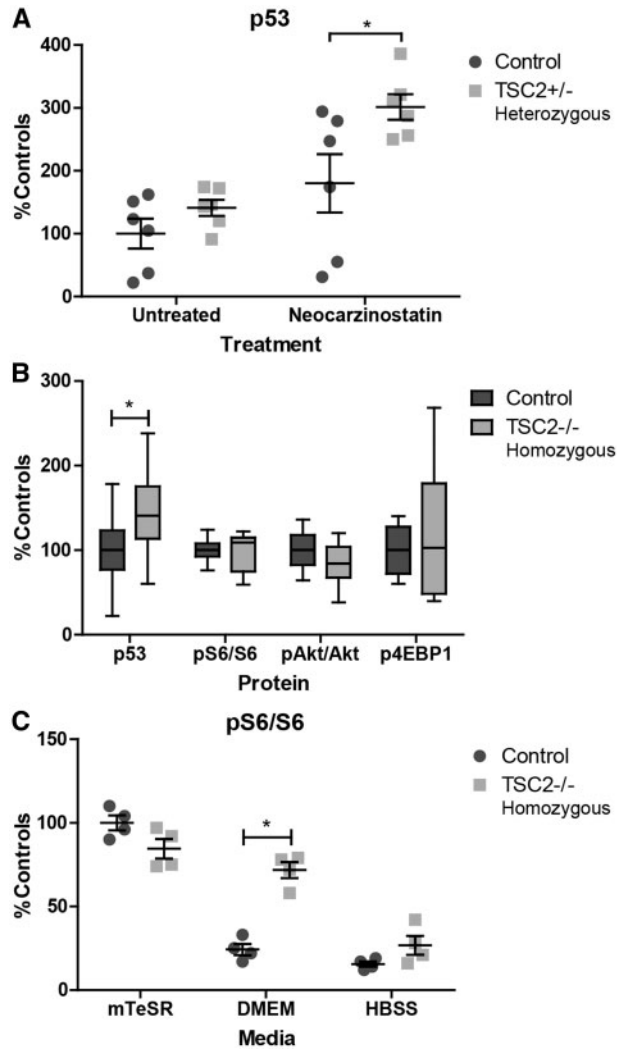 A
p53
*
400
300
200
100
0
%Controls
Control
TSC2+/-
Heterozygous
Untreated
Neocarzinostatin
Treatment
B
*
300
200
100
0
%Controls
Control
TSC2-/-
Homozygous
p53
pS6/S6
pAkt/Akt
p4EBP1
Protein
C
pS6/S6
*
150
100
50
0
%Controls
Control
TSC2-/-
Homozygous
mTeSR
DMEM
HBSS
Media